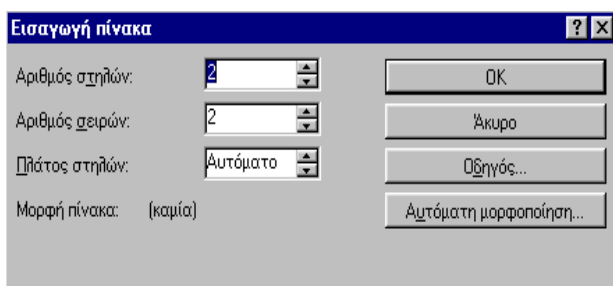 Εισαγωγή πίνακα
Αριθμός στηλών: 2 OK
Αριθμός σειρών: 2 Άκυρο
Πλάτος στηλών: Αυτόματο Οδηγός...
Μορφή πίνακα: (καμία) Αυτόματη μορφοποίηση...